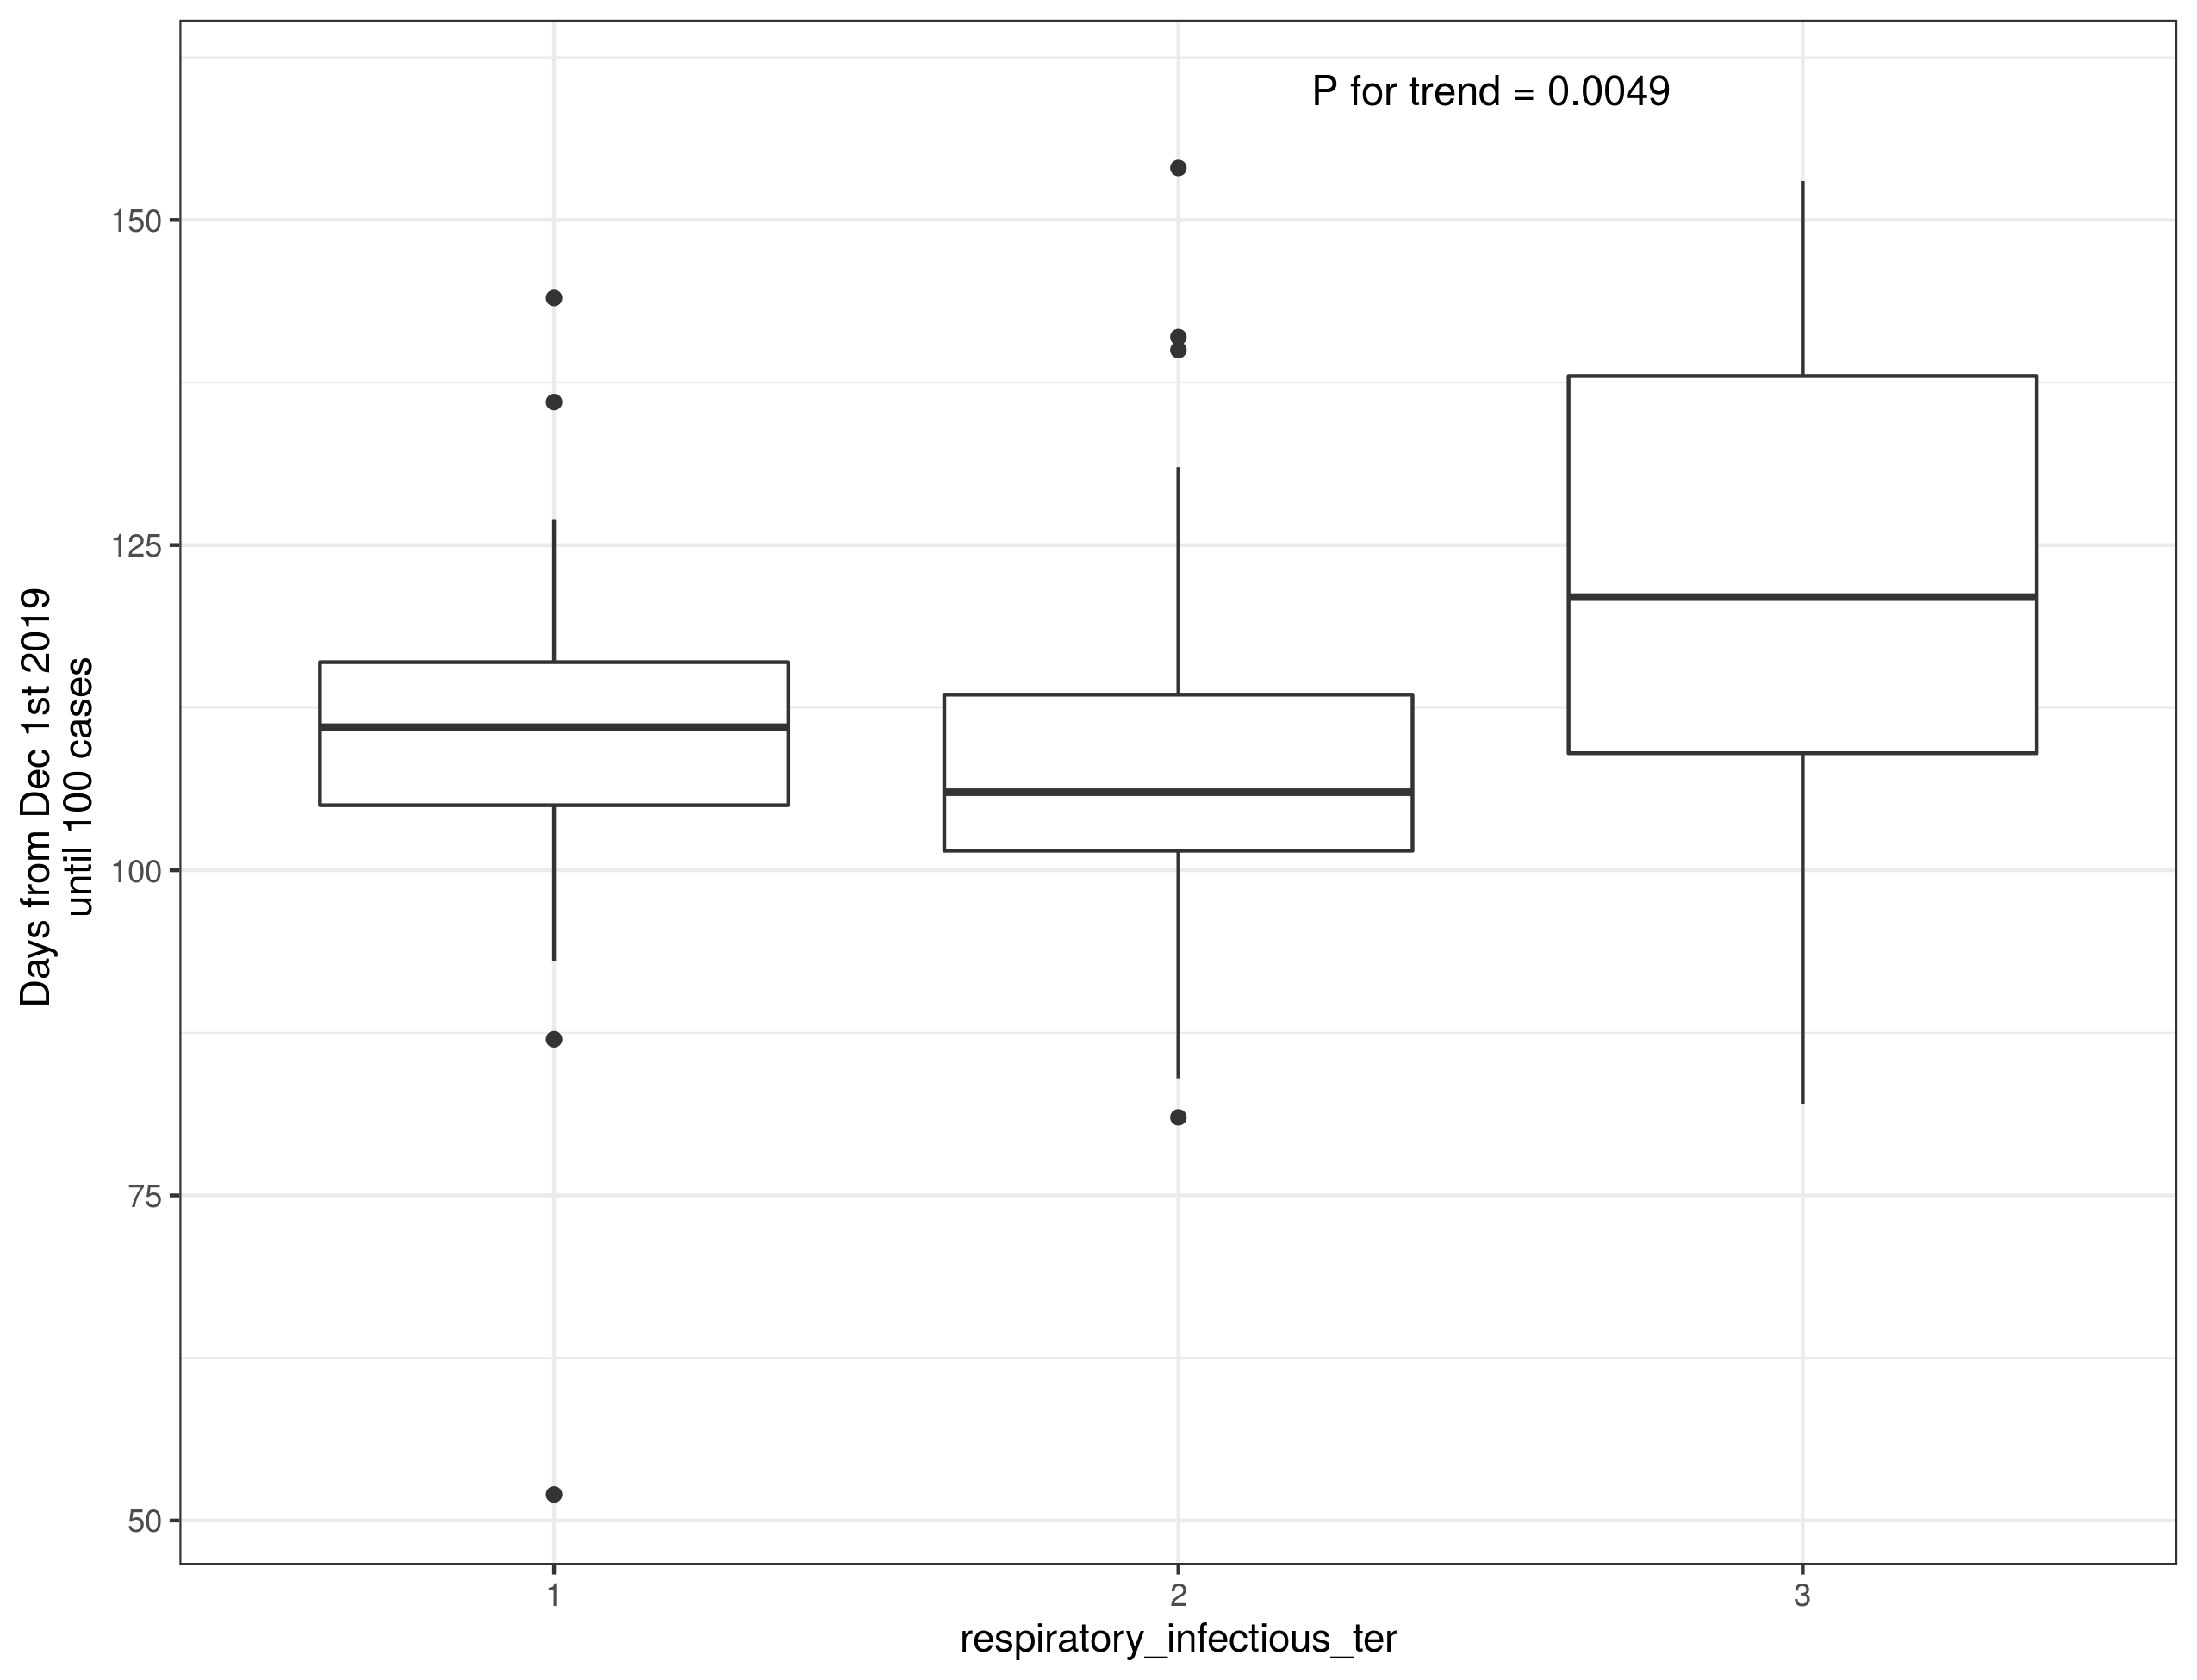 P for trend = 0.0049
150
125
100
75
50
Days from Dec 1st 2019
until 100 cases
1
2
3
respiratory_infectious_ter